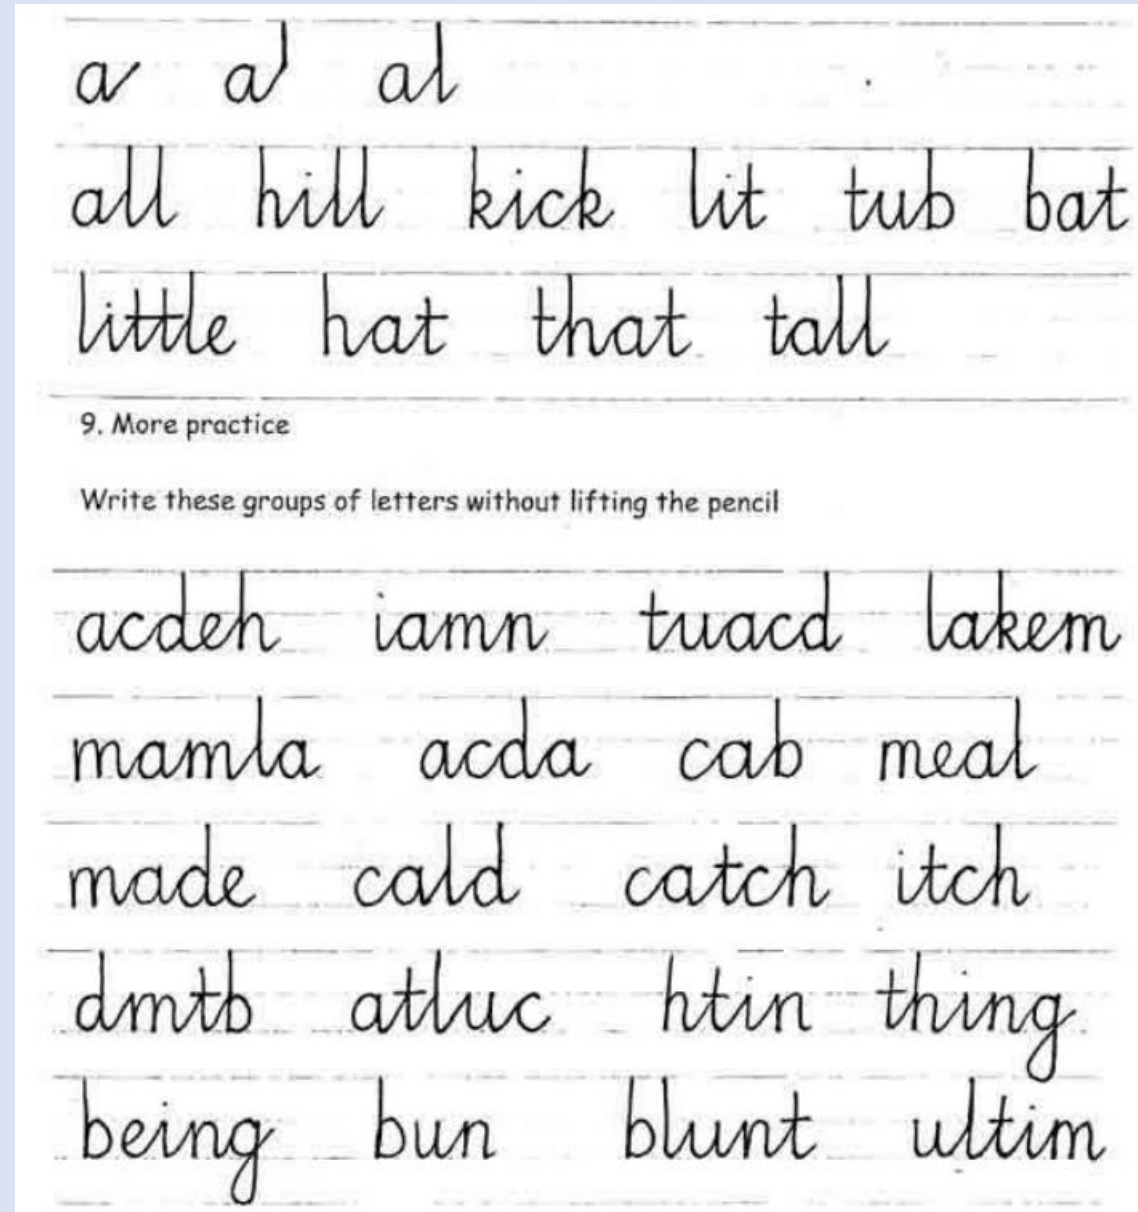 a a al
all hill kick lit tub bat
little hat that tall
9. More practice
Write these groups of letters without lifting the pencil
acdeh iamn tuacd lakem
mamla acda cab meal
made cald catch itch
dmtb atluc htin thing
being bun blunt ultim